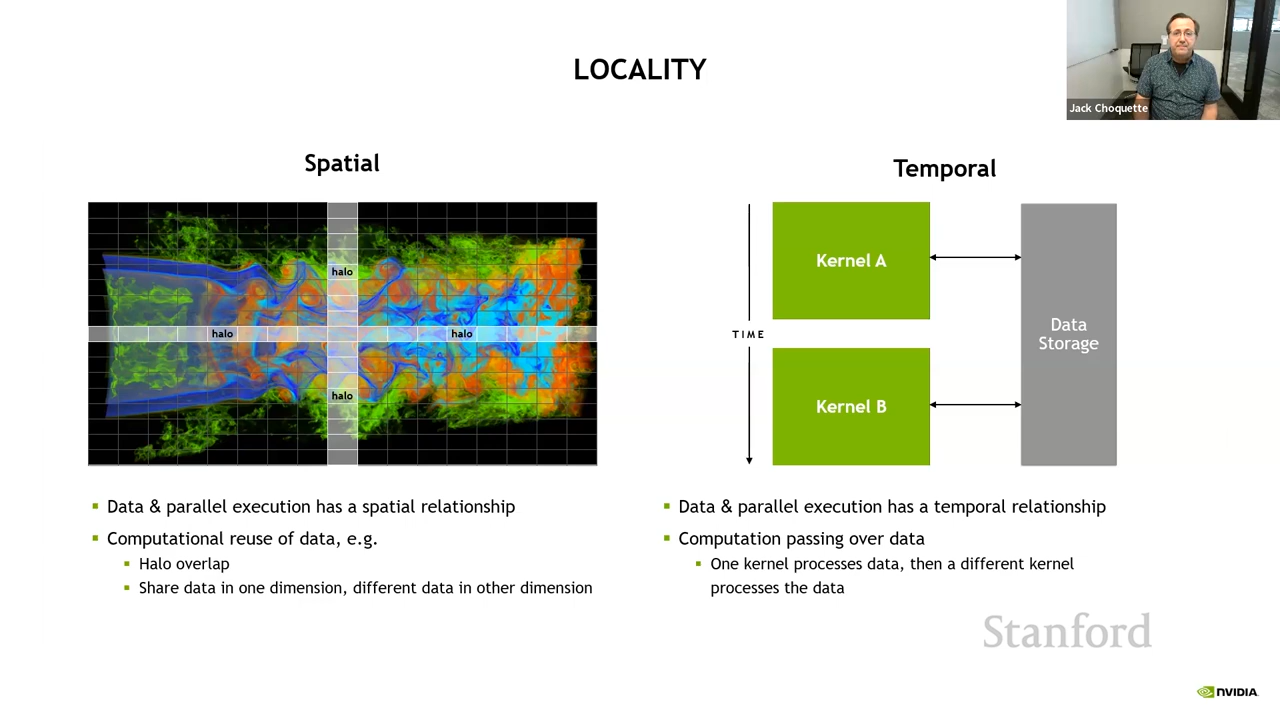 LOCALITY
Jack Choquette
Spatial
halo
halo
halo
halo
Data & parallel execution has a spatial relationship
Computational reuse of data, e.g.
Halo overlap
Share data in one dimension, different data in other dimension
Temporal
TIME
Kernel A
Kernel B
Data
Storage
Data & parallel execution has a temporal relationship
Computation passing over data
One kernel processes data, then a different kernel
processes the data
Stanford
NVIDIA.